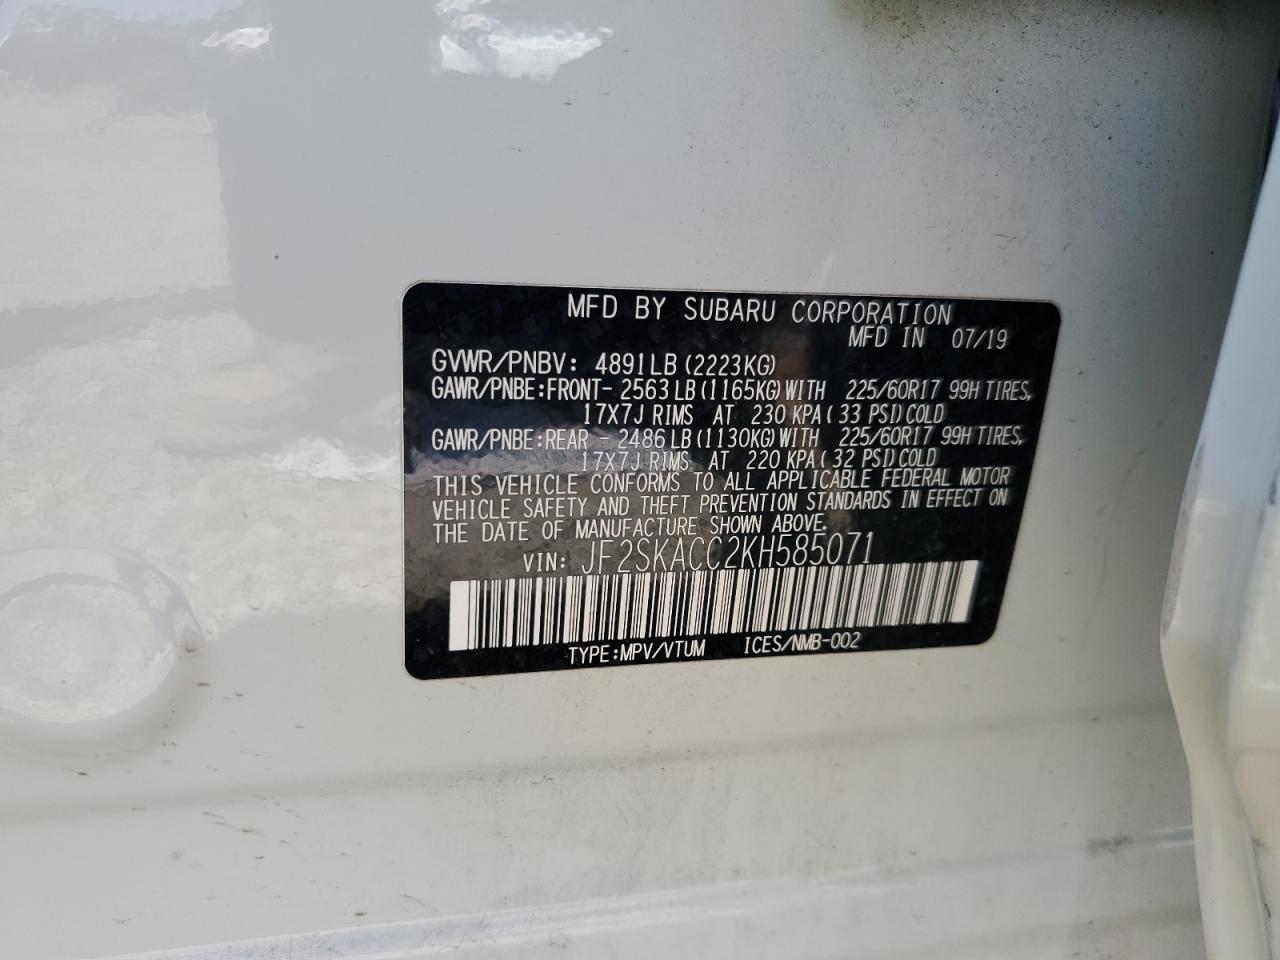 MFD BY SUBARU CORPORATION
MFD IN 07/19
GVWR/PNBV: 4891LB (2223KG)
GAWR/PNBE:FRONT- 2563 LB (1165KG) WITH 225/60R17 99H TIRES,
17X7J RIMS AT 230 KPA ( 33 PSI) COLD
GAWR/PNBE:REAR - 2486 LB (1130KG) WITH 225/60R17 99H TIRES,
17X7J RIMS AT 220 KPA ( 32 PSI) COLD
THIS VEHICLE CONFORMS TO ALL APPLICABLE FEDERAL MOTOR
VEHICLE SAFETY AND THEFT PREVENTION STANDARDS IN EFFECT ON
THE DATE OF MANUFACTURE SHOWN ABOVE.
VIN: JF2SKACC2KH585071
TYPE:MPV/VTUM ICES/NMB-002